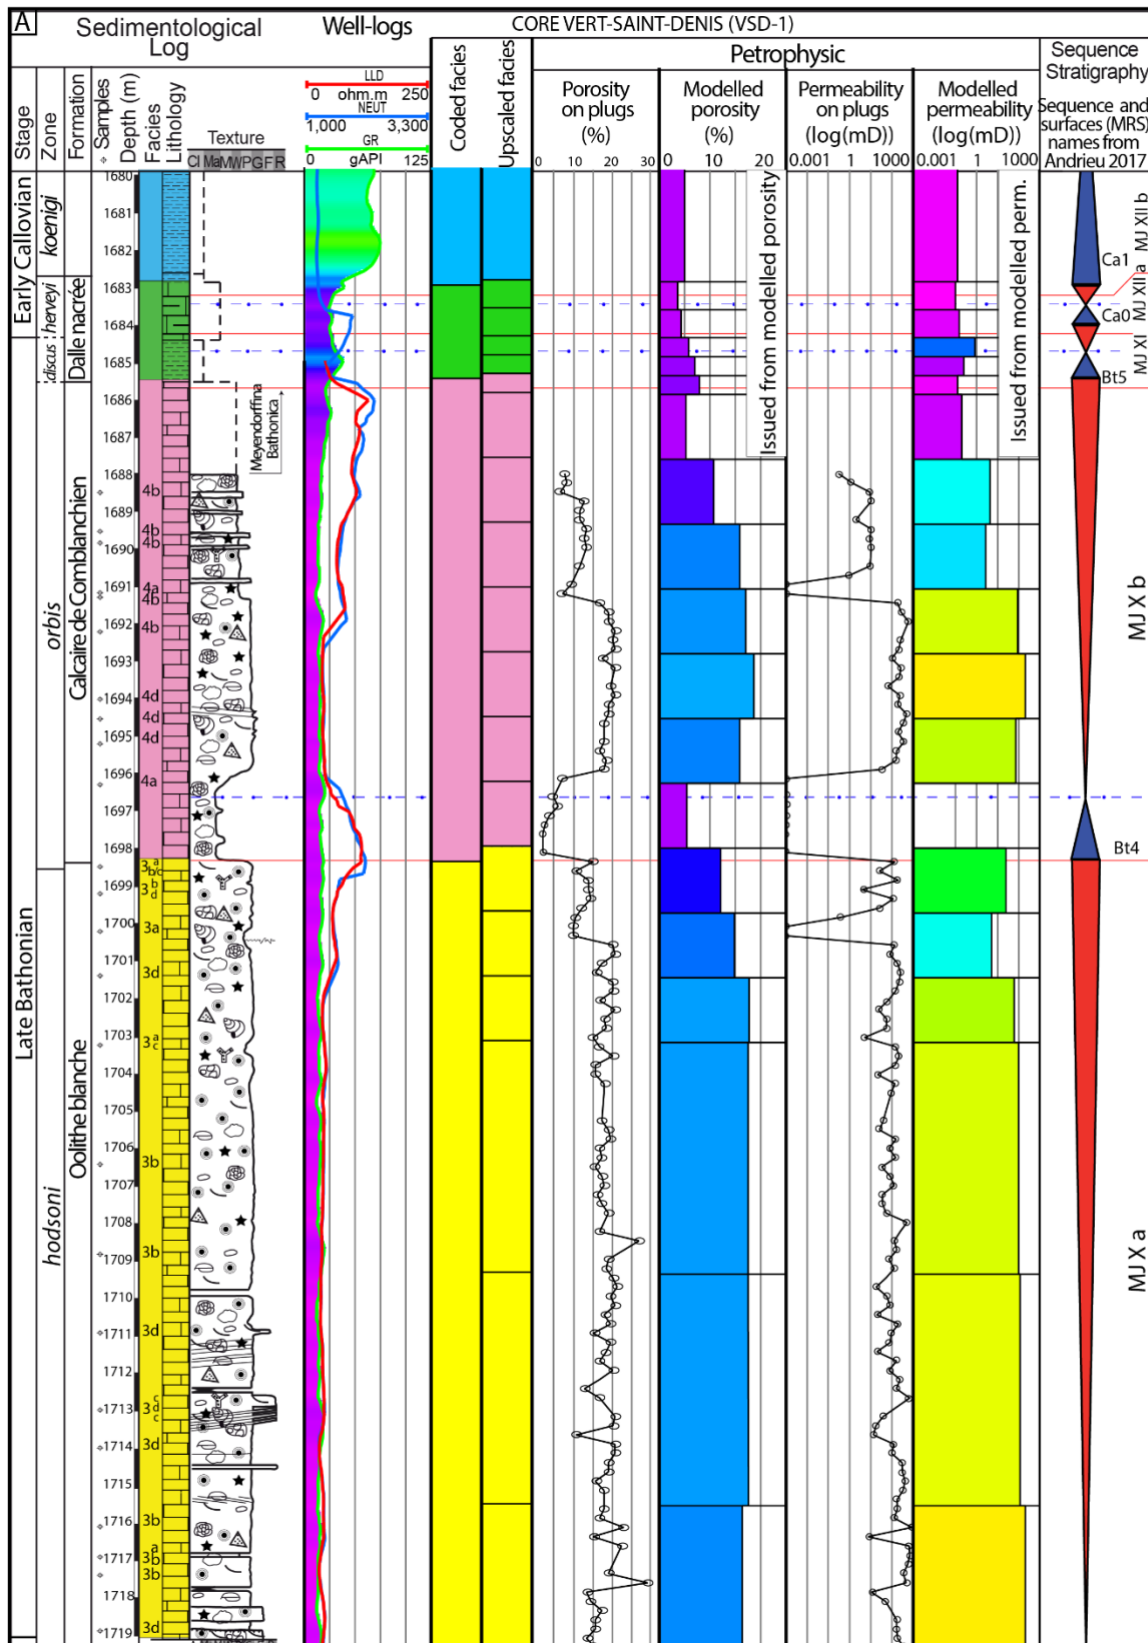 A
Sedimentological
Log
Well-logs
CORE VERT-SAINT-DENIS (VSD-1)
Stage
Zone
Formation
Samples
Depth (m)
Facies
Lithology
Texture
Cl Ma M W P G F R
LLD
0 ohm.m 250
NEUT
1,000 3,300
GR
0 gAPI 125
Coded facies
Upscaled facies
Petrophysic
Porosity
on plugs
(%)
0 10 20 30
Modelled
porosity
(%)
0 10 20
Permeability
on plugs
(log(mD))
0.001 1 1000
Modelled
permeability
(log(mD))
0.001 1 1000
Sequence
Stratigraphy
Sequence and
surfaces (MRS)
names from
Andrieu 2017
Early Callovian
Late Bathonian
koenigi
herveyi
discus
orbis
hodsoni
Dalle nacrée
Calcaire de Comblanchien
Oolithe blanche
1680
1681
1682
1683
1684
1685
1686
1687
1688
1689
1690
1691
1692
1693
1694
1695
1696
1697
1698
1699
1700
1701
1702
1703
1704
1705
1706
1707
1708
1709
1710
1711
1712
1713
1714
1715
1716
1717
1718
1719
4b
4b
4b
4a
4b
4b
4d
4d
4d
4a
3 a
b/c
3 b
d
3a
3d
3 a
c
3b
3b
3d
c
3 d
c
3d
3b
a
3b
3b
3d
Meyendorffina
Bathonica
Issued from modelled porosity
Issued from modelled perm.
MJ XII b
Ca1
MJ XII a
Ca0
MJ XI
Bt5
MJ X b
Bt4
MJ X a